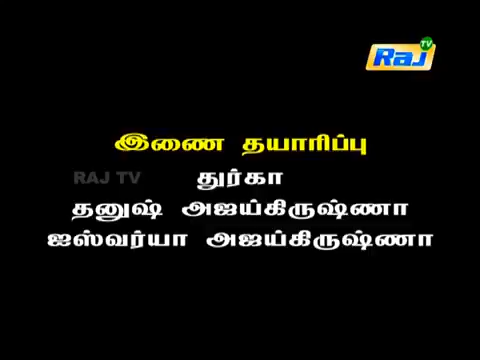 Raj TV
இணை தயாரிப்பு
RAJ TV
துர்கா
தனுஷ் அஜய்கிருஷ்ணா
ஐஸ்வர்யா அஜய்கிருஷ்ணா